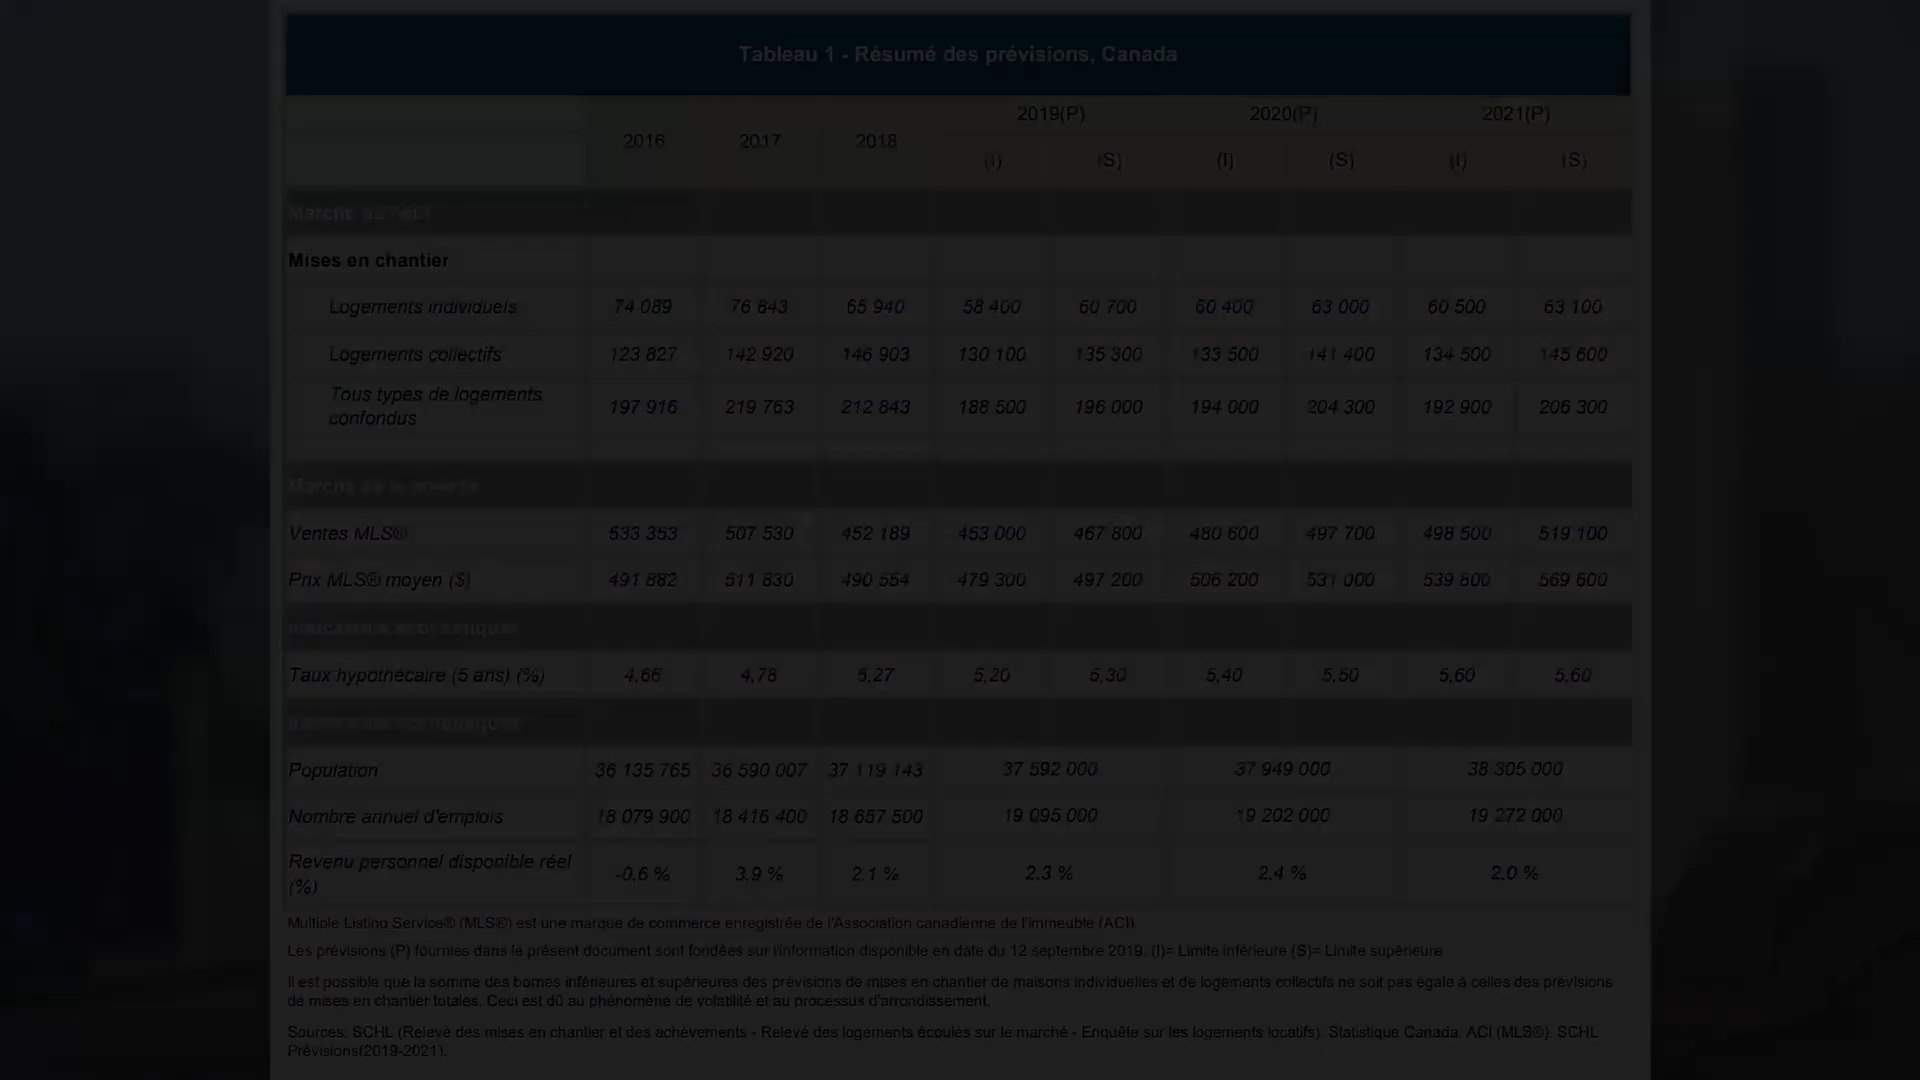 Tableau 1 - Résumé des prévisions, Canada
2016 2017 2018 2019(P) 2020(P) 2021(P)
(I) (S) (I) (S) (I) (S)
Mises en chantier
Logements individuels 74 089 76 843 65 940 58 400 60 700 60 400 63 000 60 500 63 100
Logements collectifs 123 827 142 920 146 903 130 100 135 300 133 500 141 400 134 500 145 600
Tous types de logements
confondus 197 916 219 763 212 843 188 500 196 000 194 000 204 300 192 900 206 300
Ventes MLS® 533 353 507 530 452 189 453 000 467 800 480 600 497 700 498 500 519 100
Prix MLS® moyen ($) 491 882 511 830 490 554 479 300 497 200 506 200 531 000 539 800 569 600
Taux hypothécaire (5 ans) (%) 4,66 4,78 5,27 5,20 5,30 5,40 5,50 5,60 5,60
Population 36 135 765 36 590 007 37 119 143 37 592 000 37 949 000 38 305 000
Nombre annuel d'emplois 18 079 900 18 416 400 18 657 500 19 095 000 19 202 000 19 272 000
Revenu personnel disponible réel
(%) -0.6 % 3.9 % 2.1 % 2.3 % 2.4 % 2.0 %
Multiple Listing Service® (MLS®) est une marque de commerce enregistrée de l'Association canadienne de l'immeuble (ACI)
Les prévisions (P) fournies dans le présent document sont fondées sur l'information disponible en date du 12 septembre 2019. (I)= Limite inférieure (S)= Limite supérieure
Il est possible que la somme des bornes inférieures et supérieures des prévisions de mises en chantier de maisons individuelles et de logements collectifs ne soit pas égale à celles des prévisions
de mises en chantier totales. Ceci est dû au phénomène de volatilité et au processus d'arrondissement.
Sources: SCHL (Relevé des mises en chantier et des achèvements - Relevé des logements écoulés sur le marché - Enquête sur les logements locatifs). Statistique Canada. ACI (MLS®). SCHL
Prévisions(2019-2021).